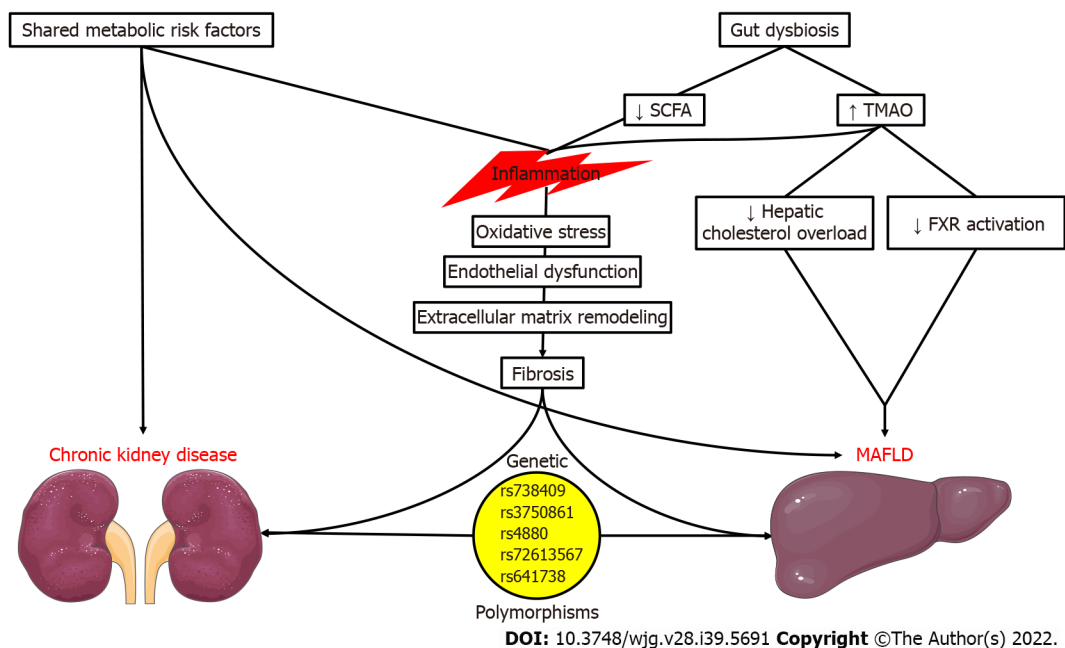 Shared metabolic risk factors
Gut dysbiosis
↓ SCFA
↑ TMAO
Inflammation
↓ Hepatic
cholesterol overload
↓ FXR activation
Oxidative stress
Endothelial dysfunction
Extracellular matrix remodeling
Fibrosis
Chronic kidney disease
MAFLD
Genetic
rs738409
rs3750861
rs4880
rs72613567
rs641738
Polymorphisms
DOI: 10.3748/wjg.v28.i39.5691 Copyright ©The Author(s) 2022.